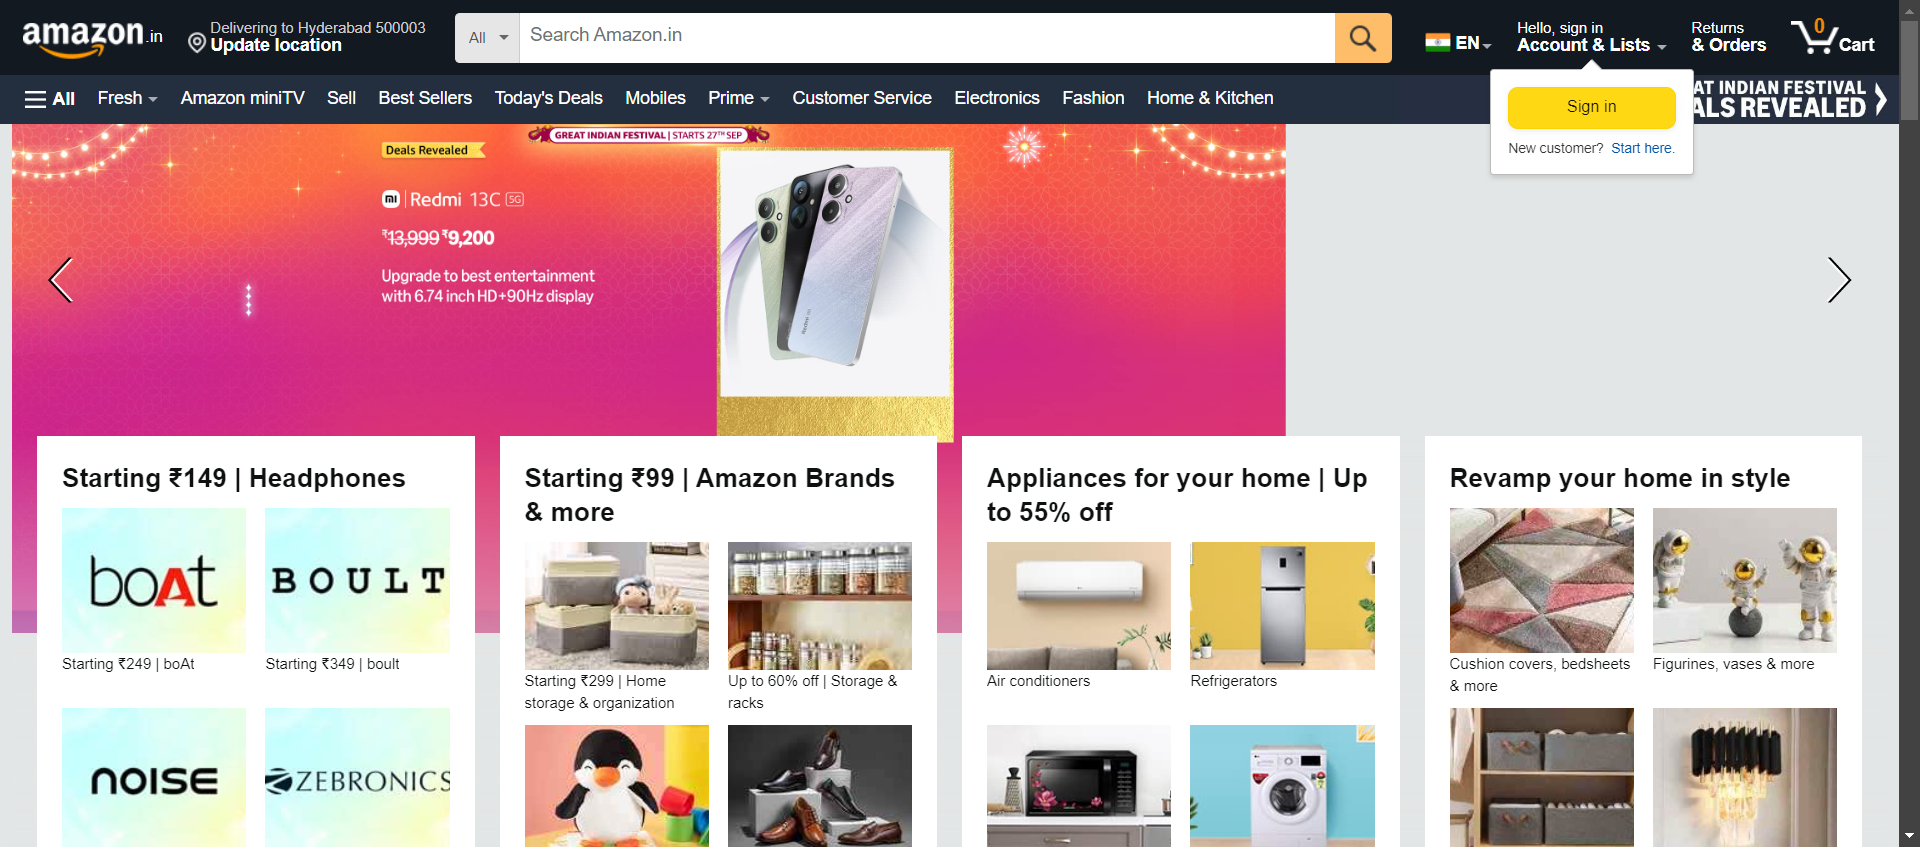 amazon.in
Delivering to Hyderabad 500003
Update location
All
Search Amazon.in
EN
Hello, sign in
Account & Lists
Returns
& Orders
0
Cart
All
Fresh
Amazon miniTV
Sell
Best Sellers
Today's Deals
Mobiles
Prime
Customer Service
Electronics
Fashion
Home & Kitchen
AT INDIAN FESTIVAL
ALS REVEALED
Sign in
New customer? Start here.
GREAT INDIAN FESTIVAL | STARTS 27TH SEP
Deals Revealed
mi | Redmi 13C 5G
₹13,999 ₹9,200
Upgrade to best entertainment
with 6.74 inch HD+90Hz display
Redmi
Starting ₹149 | Headphones
boAt
BOULT
Starting ₹249 | boAt
Starting ₹349 | boult
noise
ZEBRONICS
Starting ₹99 | Amazon Brands
& more
Starting ₹299 | Home
storage & organization
Up to 60% off | Storage &
racks
Appliances for your home | Up
to 55% off
Air conditioners
Refrigerators
Revamp your home in style
Cushion covers, bedsheets
& more
Figurines, vases & more